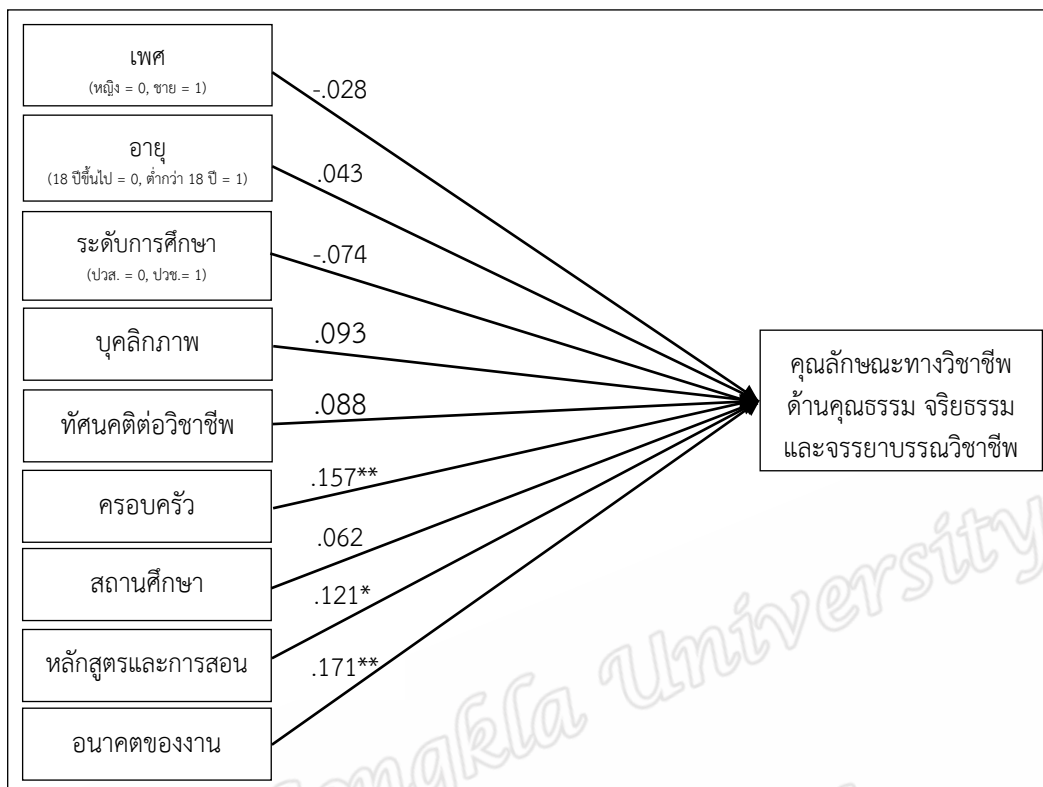 เพศ
(หญิง = 0, ชาย = 1)
-.028
อายุ
(18 ปีขึ้นไป = 0, ต่ำกว่า 18 ปี = 1)
.043
ระดับการศึกษา
(ปวส. = 0, ปวช.= 1)
-.074
บุคลิกภาพ
.093
ทัศนคติต่อวิชาชีพ
.088
ครอบครัว
.157**
สถานศึกษา
.062
หลักสูตรและการสอน
.121*
อนาคตของงาน
.171**
คุณลักษณะทางวิชาชีพ
ด้านคุณธรรม จริยธรรม
และจรรยาบรรณวิชาชีพ
ongkla University